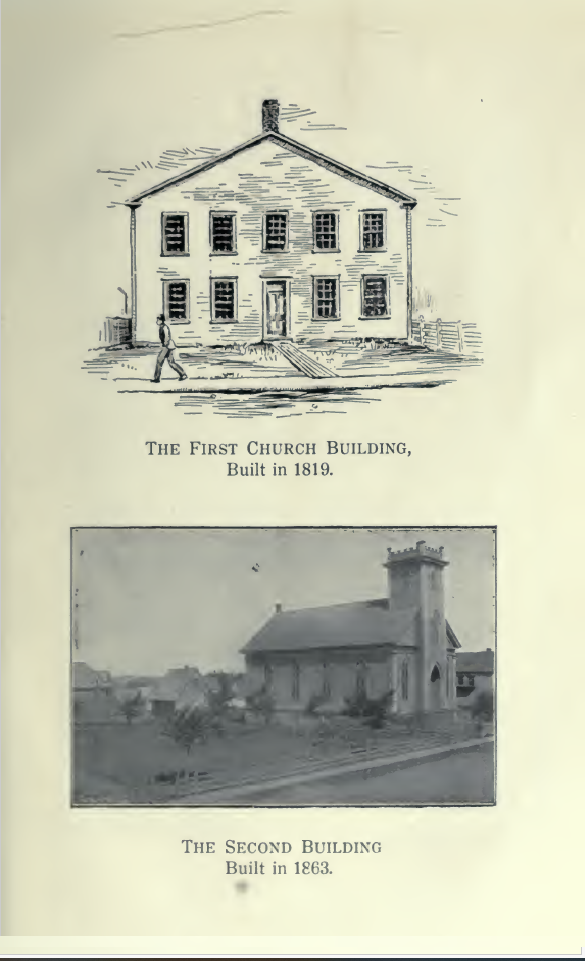 THE FIRST CHURCH BUILDING,
Built in 1819.
THE SECOND BUILDING
Built in 1863.